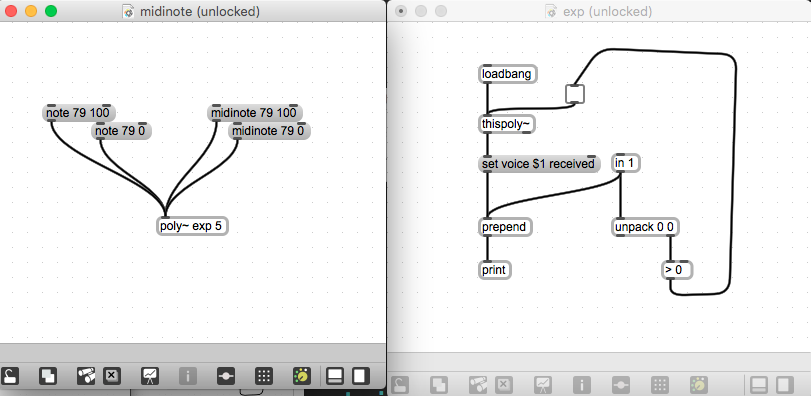 midinote (unlocked)
note 79 100
midinote 79 100
note 79 0
midinote 79 0
poly~ exp 5
exp (unlocked)
loadbang
thispoly~
set voice $1 received
in 1
prepend
unpack 0 0
print
> 0